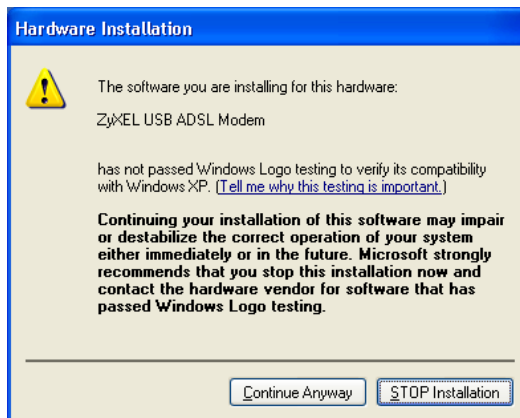 Hardware Installation
The software you are installing for this hardware:
ZyXEL USB ADSL Modem
has not passed Windows Logo testing to verify its compatibility
with Windows XP. (Tell me why this testing is important.)
Continuing your installation of this software may impair
or destabilize the correct operation of your system
either immediately or in the future. Microsoft strongly
recommends that you stop this installation now and
contact the hardware vendor for software that has
passed Windows Logo testing.
Continue Anyway
STOP Installation